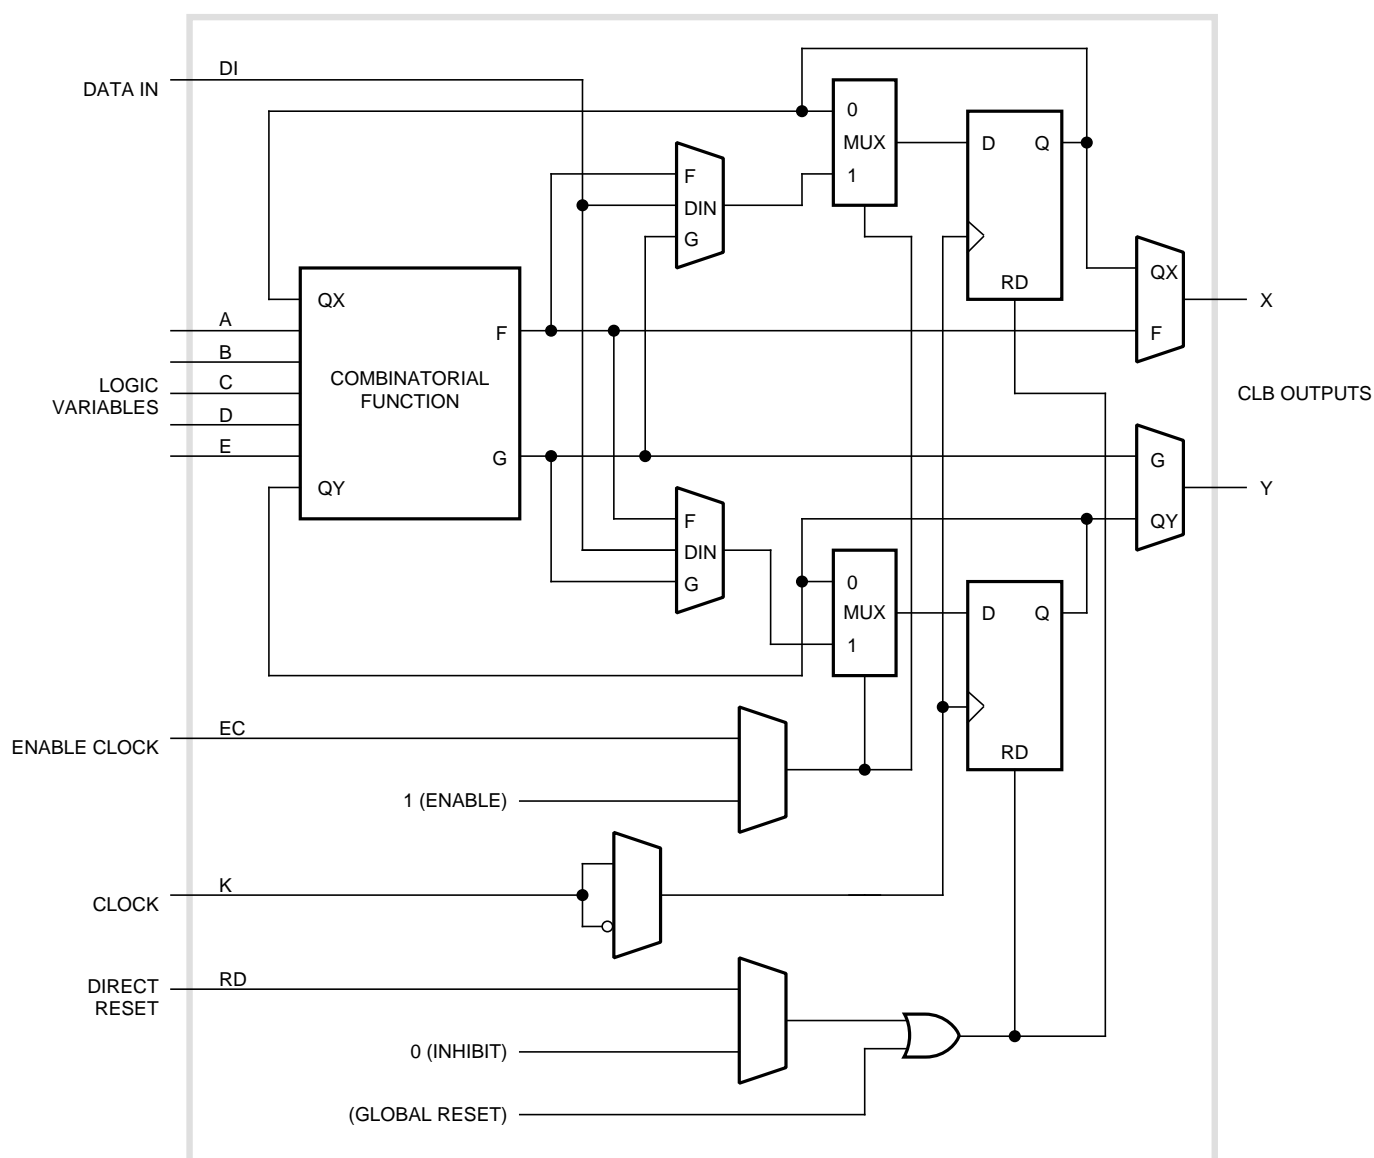 DI
DATA IN
0
MUX
1
D
Q
RD
F
DIN
G
QX
F
X
QX
A
B
C
D
E
QY
LOGIC
VARIABLES
COMBINATORIAL
FUNCTION
F
G
CLB OUTPUTS
G
QY
Y
F
DIN
G
0
MUX
1
D
Q
RD
EC
ENABLE CLOCK
1 (ENABLE)
K
CLOCK
RD
DIRECT
RESET
0 (INHIBIT)
(GLOBAL RESET)